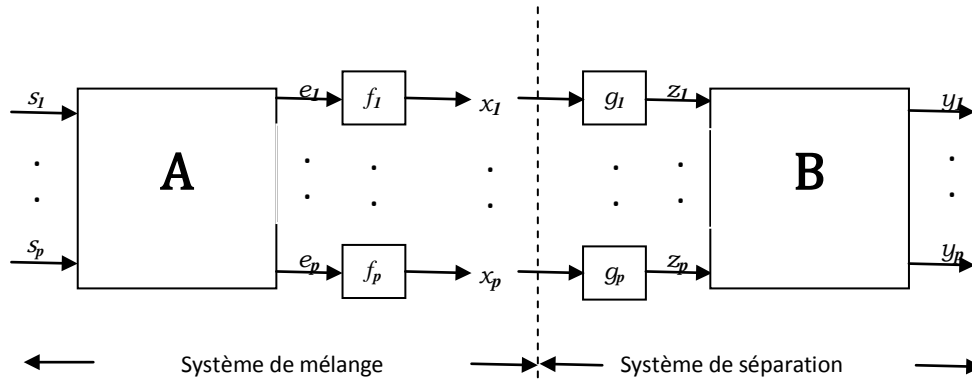 s1 e1 f1 x1 g1 z1 y1
A B
sp ep fp xp gp zp yp
Système de mélange Système de séparation